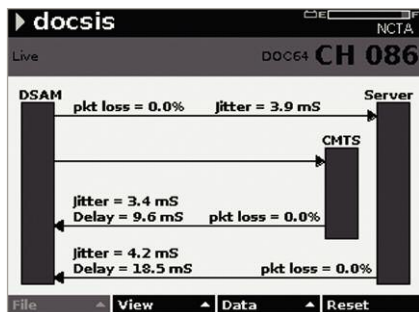 docsis
E F
NCTA
Live DOC64 CH 086
DSAM Server
pkt loss = 0.0% Jitter = 3.9 mS
CMTS
Jitter = 3.4 mS
Delay = 9.6 mS pkt loss = 0.0%
Jitter = 4.2 mS
Delay = 18.5 mS pkt loss = 0.0%
File View Data Reset